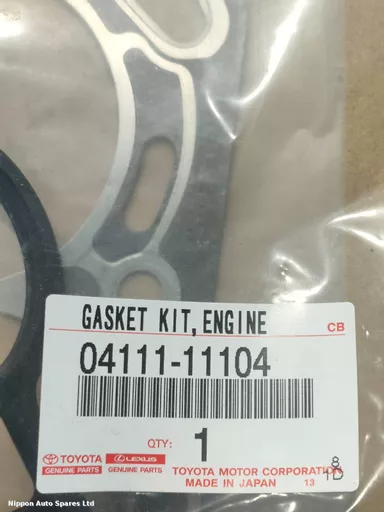 GASKET KIT, ENGINE
CB
04111-11104
QTY: 1
TOYOTA
GENUINE PARTS
LEXUS
GENUINE PARTS
TOYOTA MOTOR CORPORATION
MADE IN JAPAN 13
8
1D
Nippon Auto Spares Ltd